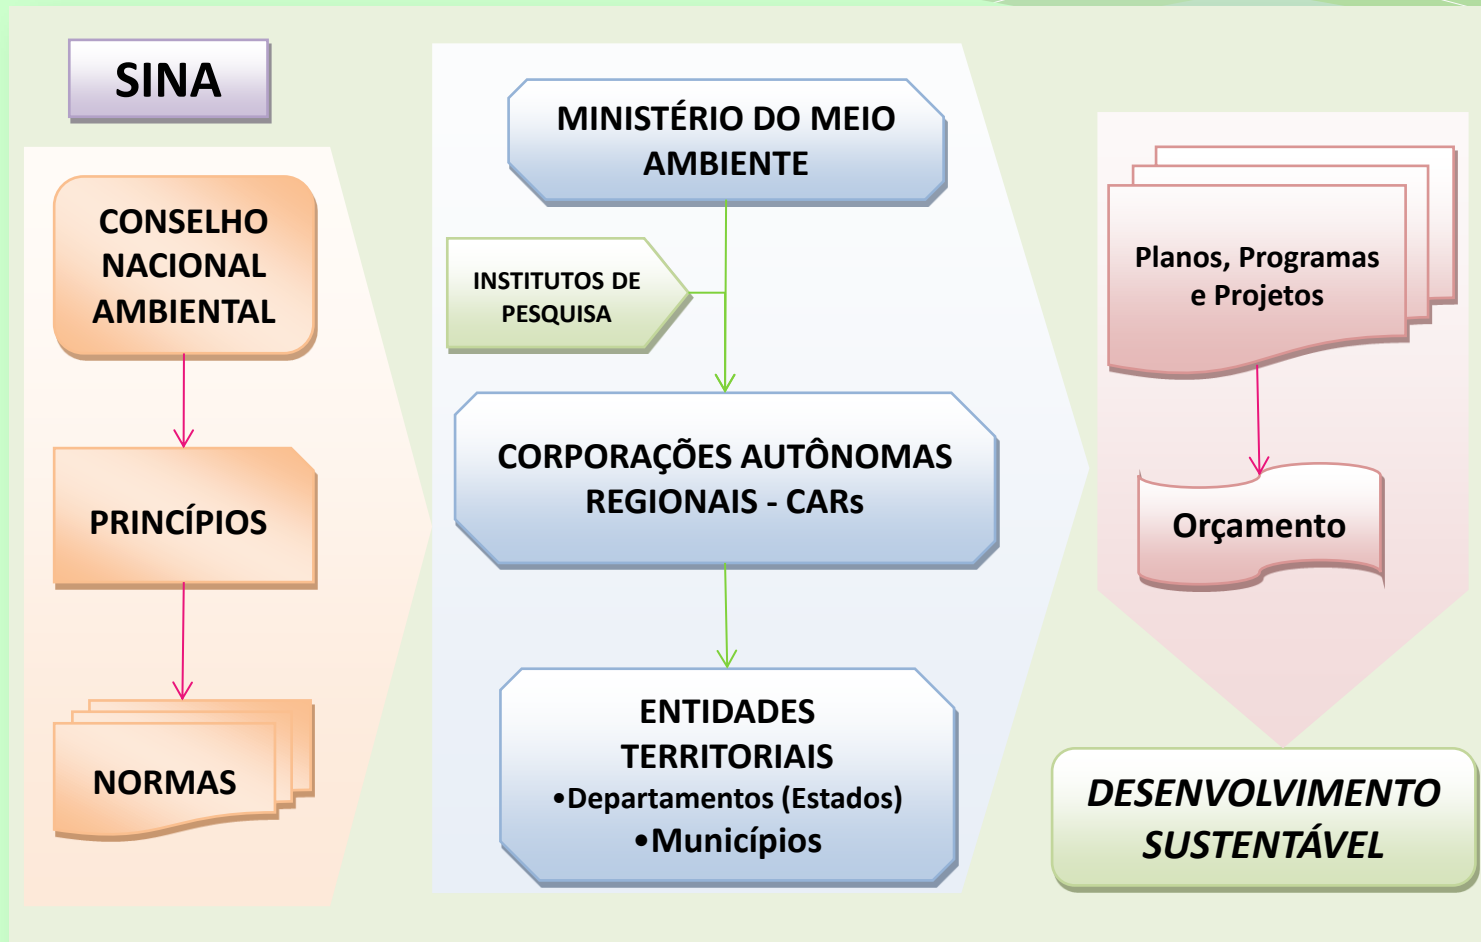 SINA
CONSELHO
NACIONAL
AMBIENTAL
PRINCÍPIOS
NORMAS
MINISTÉRIO DO MEIO
AMBIENTE
INSTITUTOS DE
PESQUISA
CORPORAÇÕES AUTÔNOMAS
REGIONAIS - CARs
ENTIDADES
TERRITORIAIS
•Departamentos (Estados)
•Municípios
Planos, Programas
e Projetos
Orçamento
DESENVOLVIMENTO
SUSTENTÁVEL